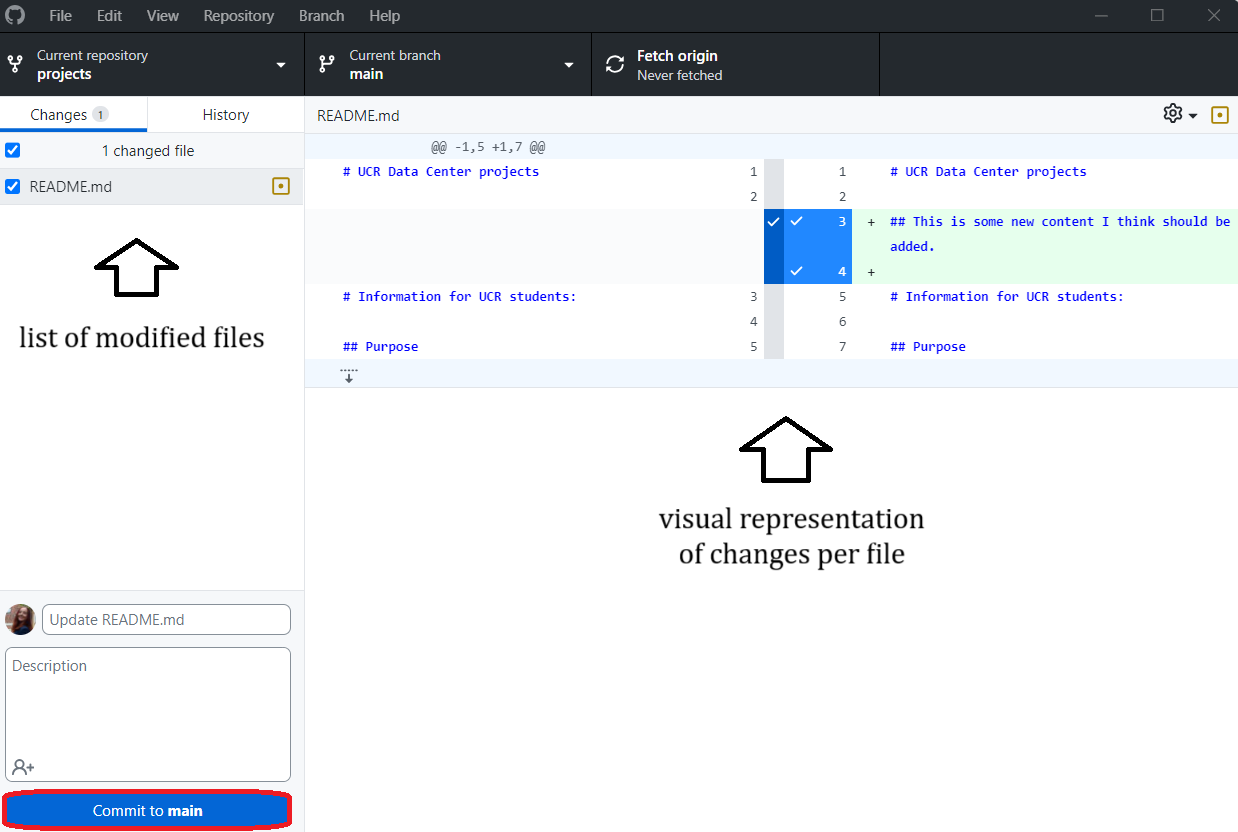 File Edit View Repository Branch Help
Current repository
projects
Current branch
main
Fetch origin
Never fetched
Changes 1
History
1 changed file
README.md
list of modified files
README.md
@@ -1,5 +1,7 @@
# UCR Data Center projects 1 1 # UCR Data Center projects
2 2
3 + ## This is some new content I think should be
added.
4 +
# Information for UCR students: 3 5 # Information for UCR students:
4 6
## Purpose 5 7 ## Purpose
visual representation
of changes per file
Update README.md
Description
Commit to main